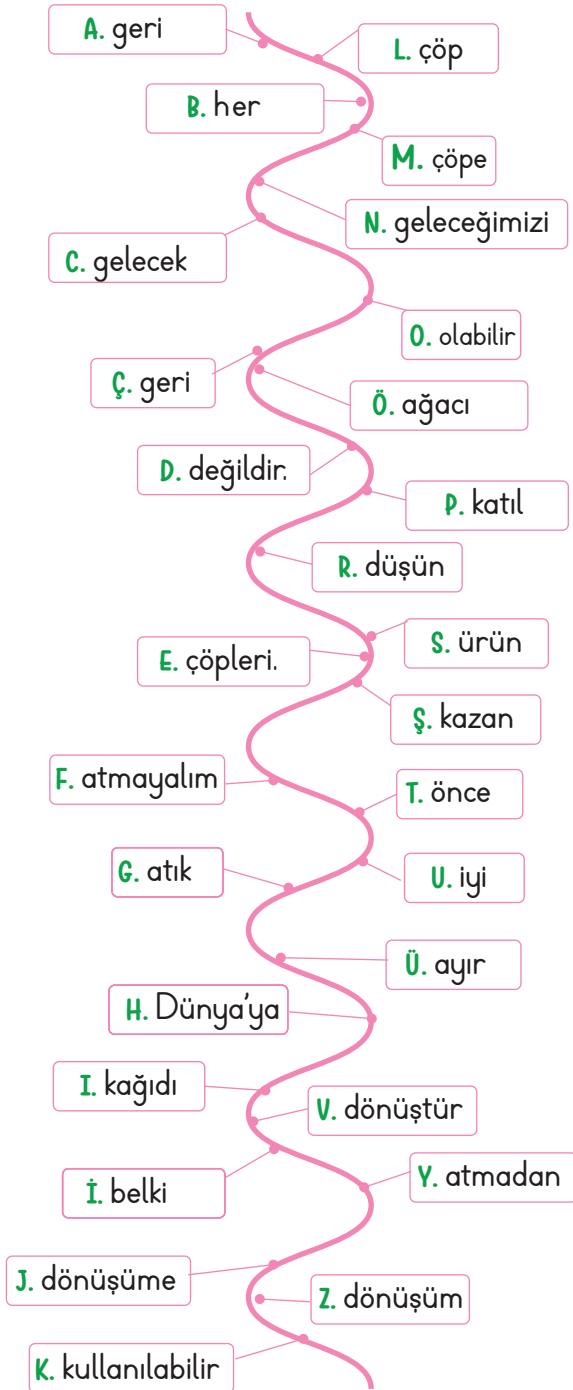 A. geri
L. çöp
B. her
M. çöpe
N. geleceğimizi
C. gelecek
O. olabilir
Ç. geri
Ö. ağacı
D. değildir.
P. katıl
R. düşün
S. ürün
E. çöpleri.
Ş. kazan
F. atmayalım
T. önce
G. atık
U. iyi
Ü. ayır
H. Dünya'ya
I. kağıdı
V. dönüştür
Y. atmadan
İ. belki
J. dönüşüme
Z. dönüşüm
K. kullanılabilir